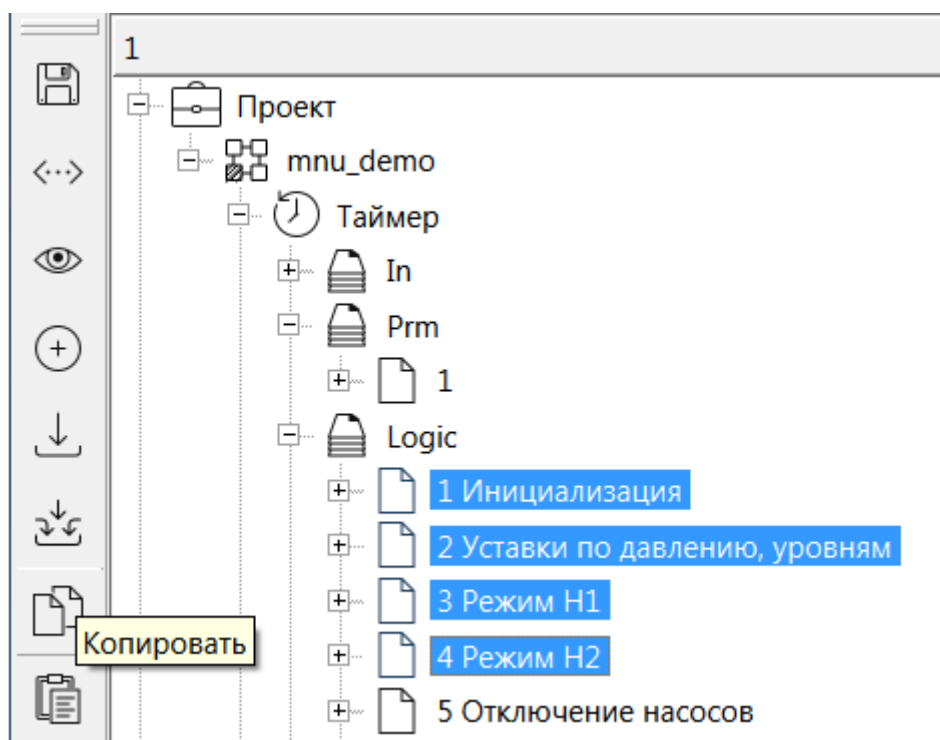 1
Проект
mnu_demo
Таймер
In
Prm
1
Logic
1 Инициализация
2 Уставки по давлению, уровням
3 Режим Н1
4 Режим Н2
Копировать
5 Отключение насосов